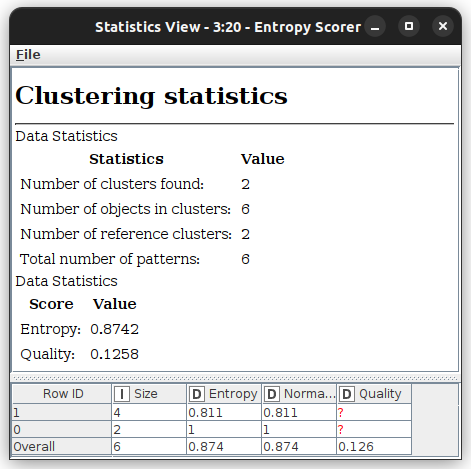 Statistics View - 3:20 - Entropy Scorer
File
Clustering statistics
Data Statistics
Statistics Value
Number of clusters found: 2
Number of objects in clusters: 6
Number of reference clusters: 2
Total number of patterns: 6
Data Statistics
Score Value
Entropy: 0.8742
Quality: 0.1258
Row ID I Size D Entropy D Norma... D Quality
1 4 0.811 0.811 ?
0 2 1 1 ?
Overall 6 0.874 0.874 0.126